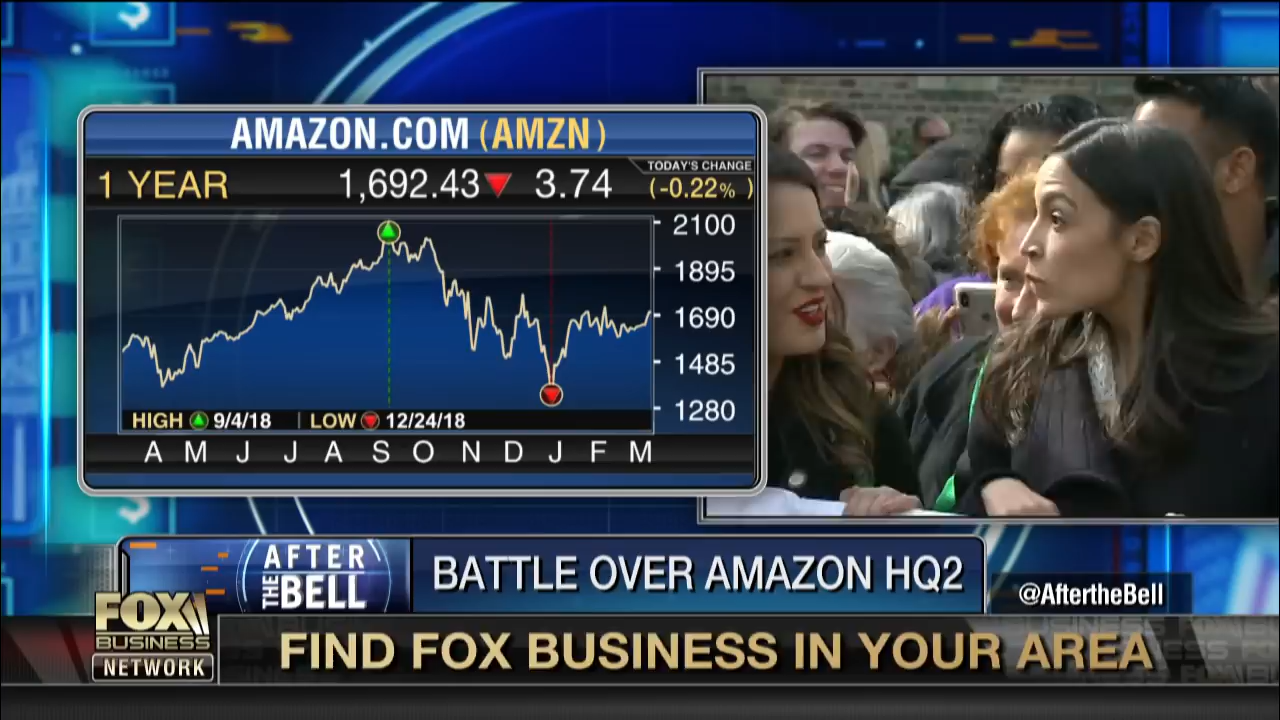 AMAZON.COM (AMZN)
1 YEAR 1,692.43 3.74
TODAY'S CHANGE
(-0.22% )
2100
1895
1690
1485
1280
HIGH 9/4/18 LOW 12/24/18
A M J J A S O N D J F M
AFTER
THE
BELL
BATTLE OVER AMAZON HQ2
@AftertheBell
FOX
BUSINESS
NETWORK
FIND FOX BUSINESS IN YOUR AREA